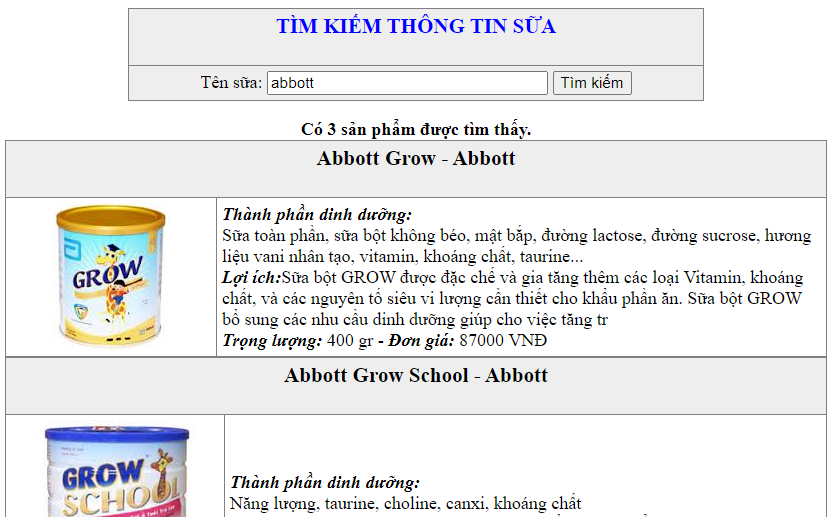 TÌM KIẾM THÔNG TIN SỮA
Tên sữa: abbott Tìm kiếm
Có 3 sản phẩm được tìm thấy.
Abbott Grow - Abbott
GROW
Thành phần dinh dưỡng:
Sữa toàn phần, sữa bột không béo, mật bắp, đường lactose, đường sucrose, hương
liệu vani nhân tạo, vitamin, khoáng chất, taurine...
Lợi ích:Sữa bột GROW được đặc chế và gia tăng thêm các loại Vitamin, khoáng
chất, và các nguyên tố siêu vi lượng cần thiết cho khẩu phần ăn. Sữa bột GROW
bổ sung các nhu cầu dinh dưỡng giúp cho việc tăng tr
Trọng lượng: 400 gr - Đơn giá: 87000 VNĐ
Abbott Grow School - Abbott
GROW
SCHOOL
Thành phần dinh dưỡng:
Năng lượng, taurine, choline, canxi, khoáng chất